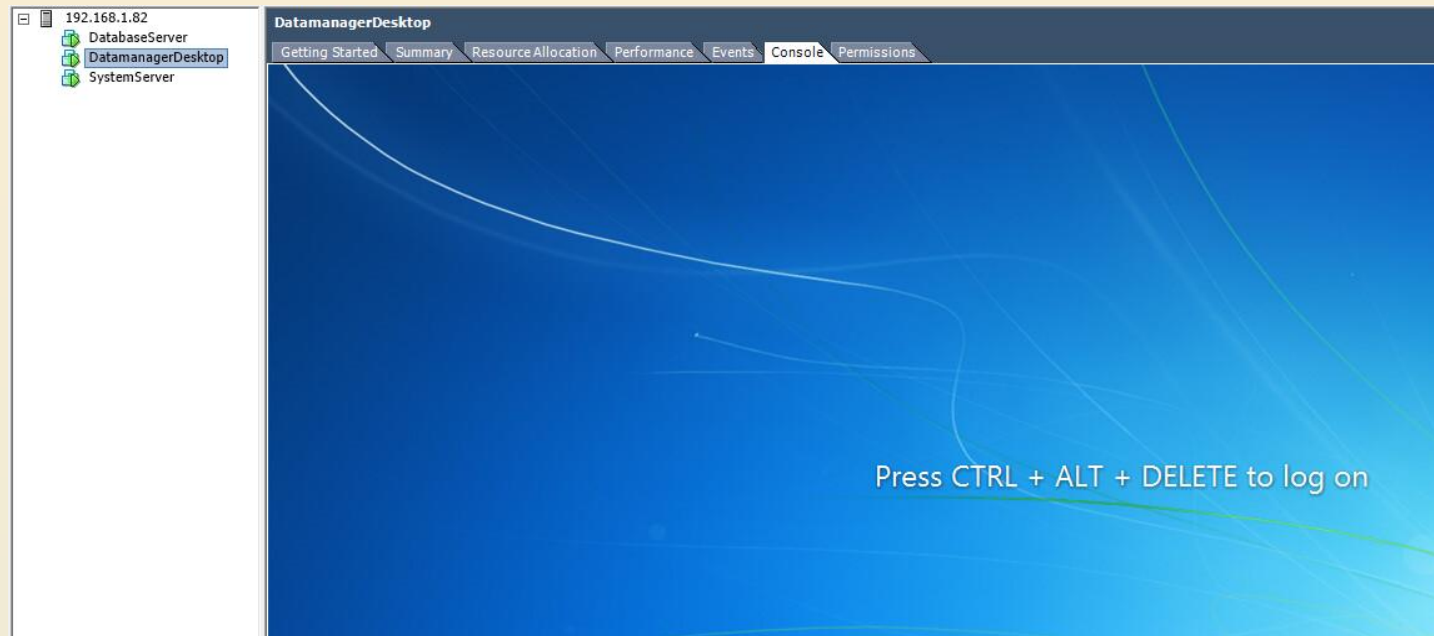 192.168.1.82
DatabaseServer
DatamanagerDesktop
SystemServer
DatamanagerDesktop
Getting Started Summary Resource Allocation Performance Events Console Permissions
Press CTRL + ALT + DELETE to log on